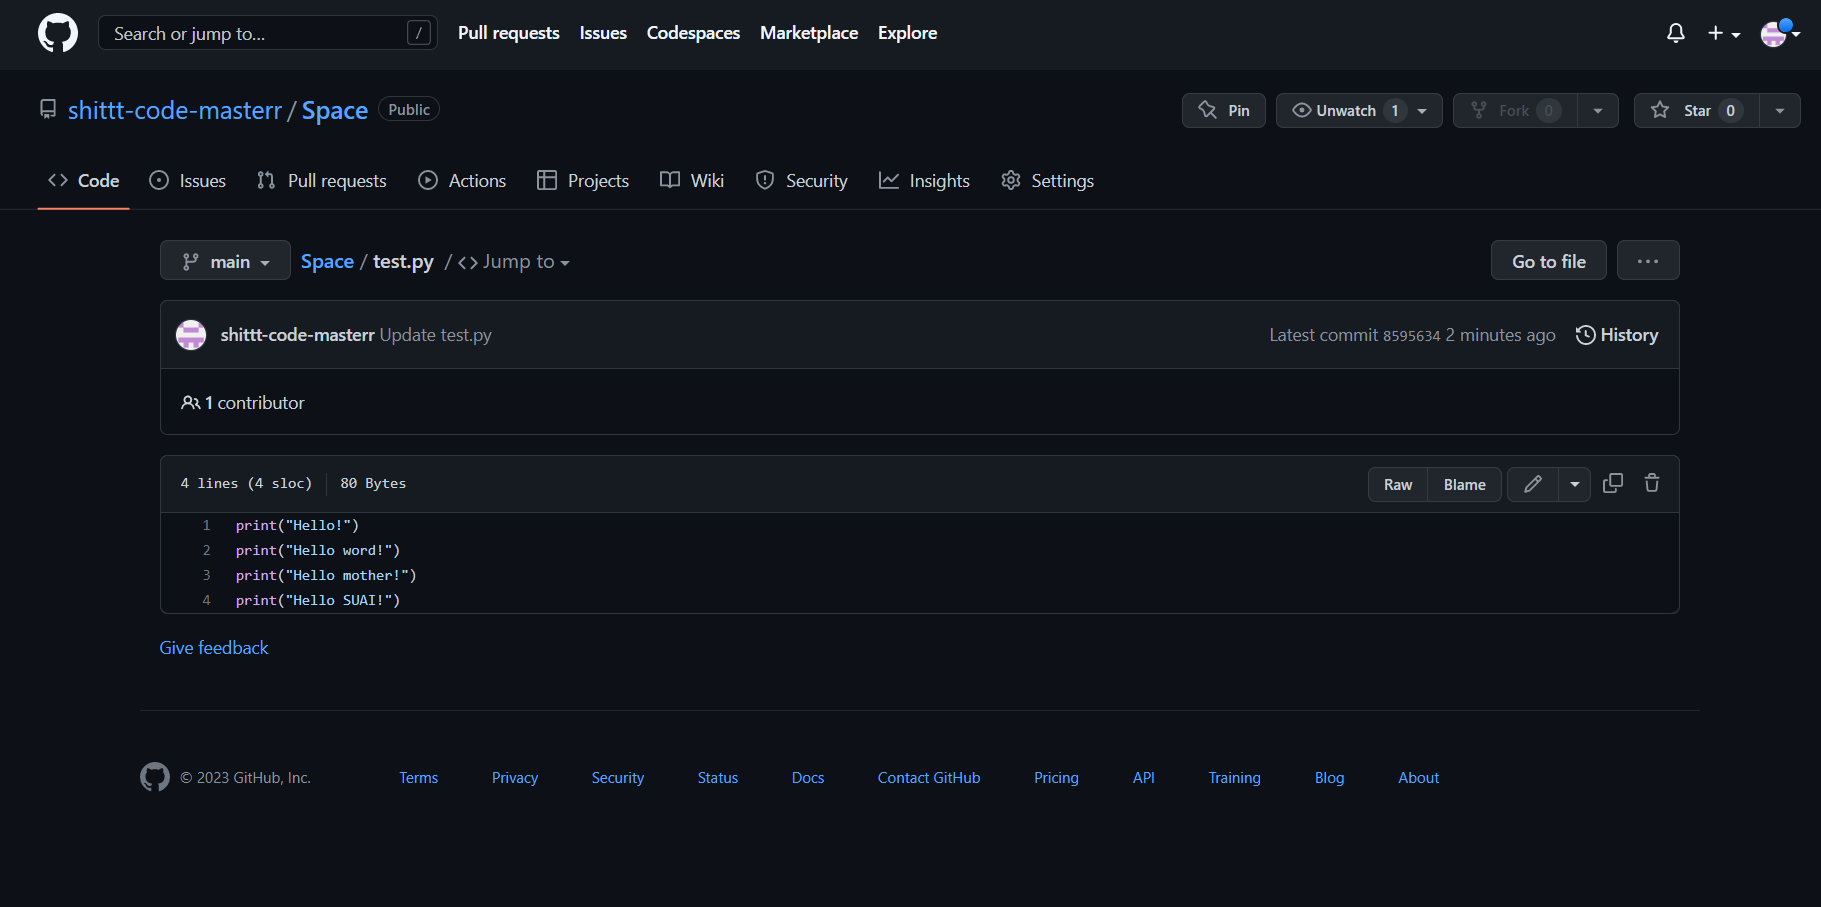 Search or jump to... /
Pull requests Issues Codespaces Marketplace Explore
shittt-code-masterr / Space Public
Pin Unwatch 1 Fork 0 Star 0
Code Issues Pull requests Actions Projects Wiki Security Insights Settings
main Space / test.py / <> Jump to Go to file ...
shittt-code-masterr Update test.py Latest commit 8595634 2 minutes ago History
1 contributor
4 lines (4 sloc) 80 Bytes Raw Blame
1 print("Hello!")
2 print("Hello word!")
3 print("Hello mother!")
4 print("Hello SUAI!")
Give feedback
© 2023 GitHub, Inc. Terms Privacy Security Status Docs Contact GitHub Pricing API Training Blog About